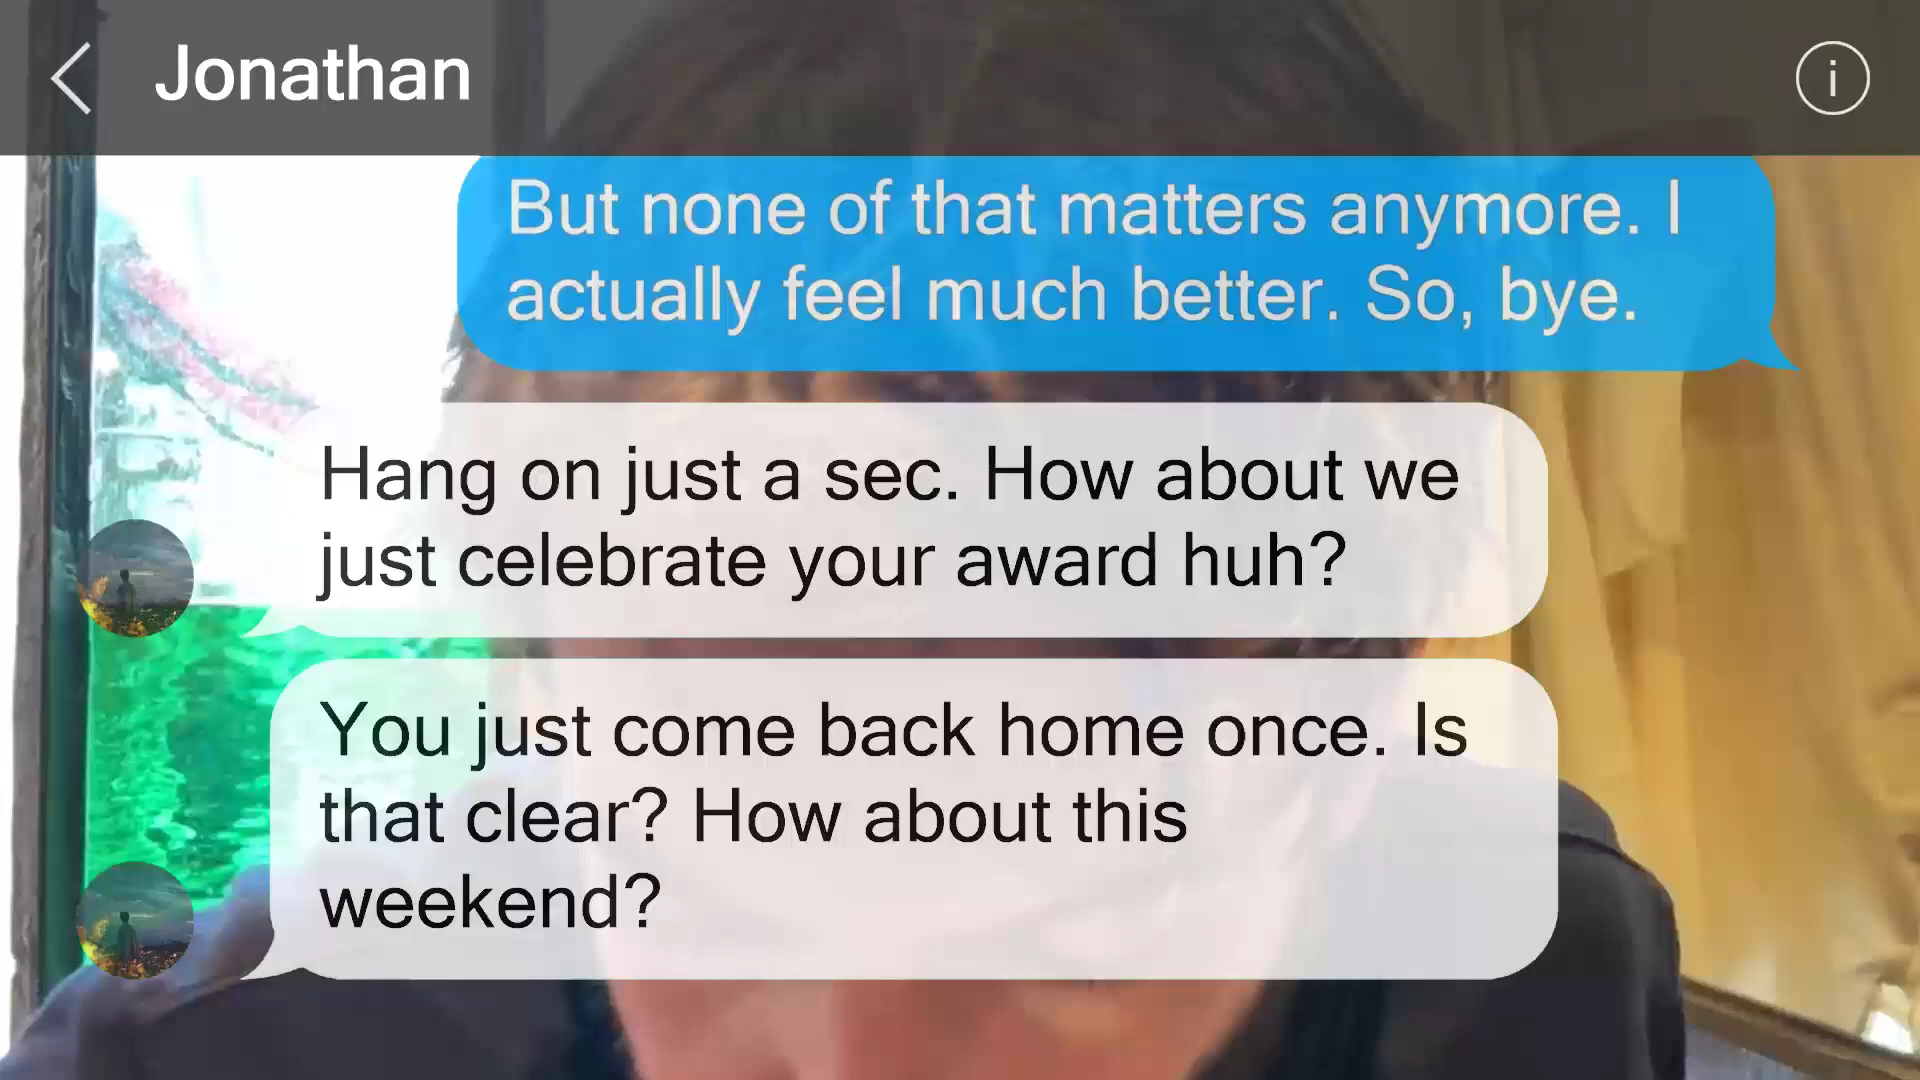 Jonathan
But none of that matters anymore. I
actually feel much better. So, bye.
Hang on just a sec. How about we
just celebrate your award huh?
You just come back home once. Is
that clear? How about this
weekend?